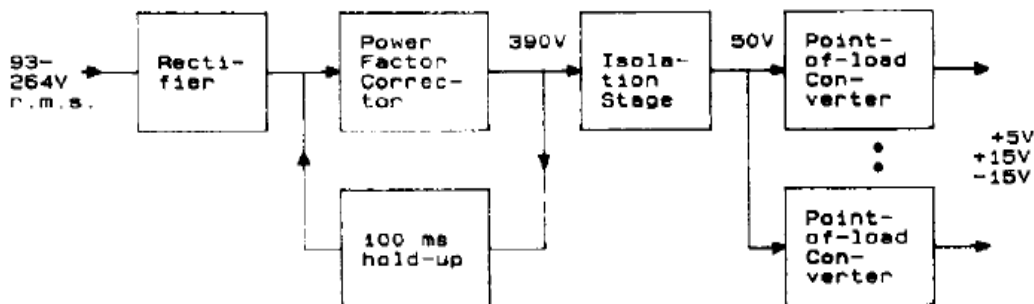 93-
264V
r.m.s.
Recti-
fier
Power
Factor
Correc-
tor
390V
Isola-
tion
Stage
50V
Point-
of-load
Con-
verter
+5V
+15V
-15V
100 ms
hold-up
Point-
of-load
Con-
verter